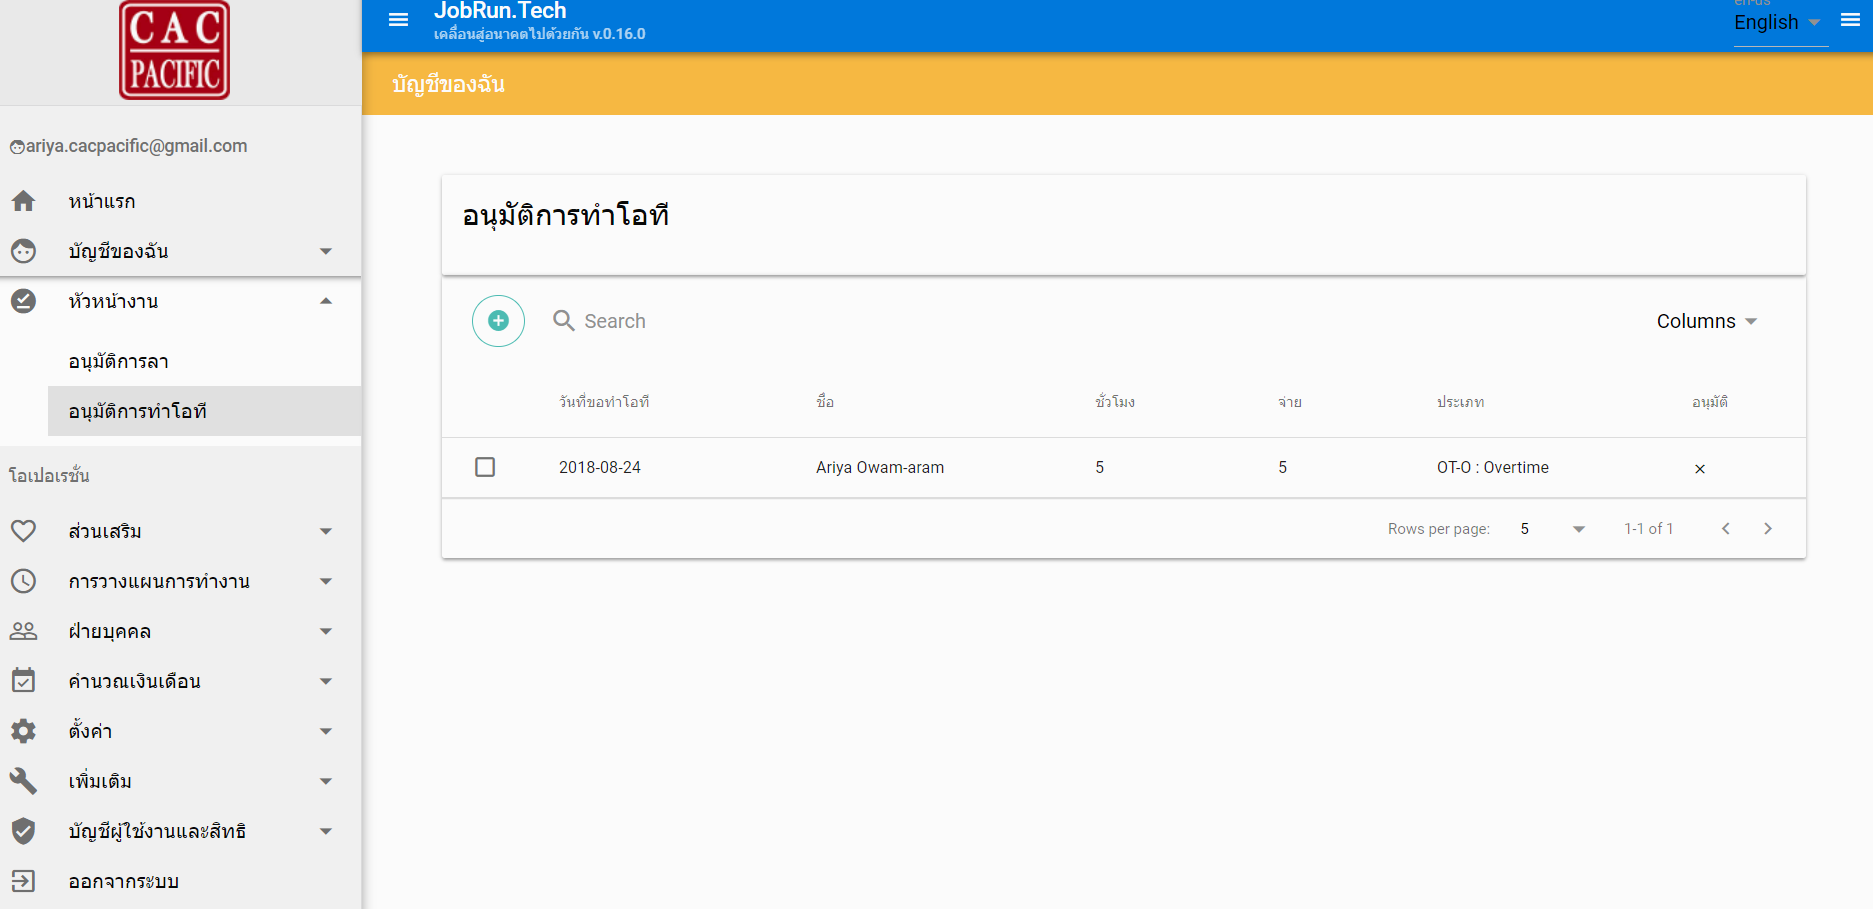 CAC
PACIFIC
ariya.cacpacific@gmail.com
หน้าแรก
บัญชีของฉัน
หัวหน้างาน
อนุมัติการลา
อนุมัติการทำโอที
โอเปอเรชั่น
ส่วนเสริม
การวางแผนการทำงาน
ฝ่ายบุคคล
คำนวณเงินเดือน
ตั้งค่า
เพิ่มเติม
บัญชีผู้ใช้งานและสิทธิ
ออกจากระบบ
JobRun.Tech
เคลื่อนสู่อนาคตไปด้วยกัน v.0.16.0
en-us
English
บัญชีของฉัน
อนุมัติการทำโอที
Search
Columns
วันที่ขอทำโอที ชื่อ ชั่วโมง จ่าย ประเภท อนุมัติ
2018-08-24 Ariya Owam-aram 5 5 OT-O : Overtime
Rows per page: 5 1-1 of 1